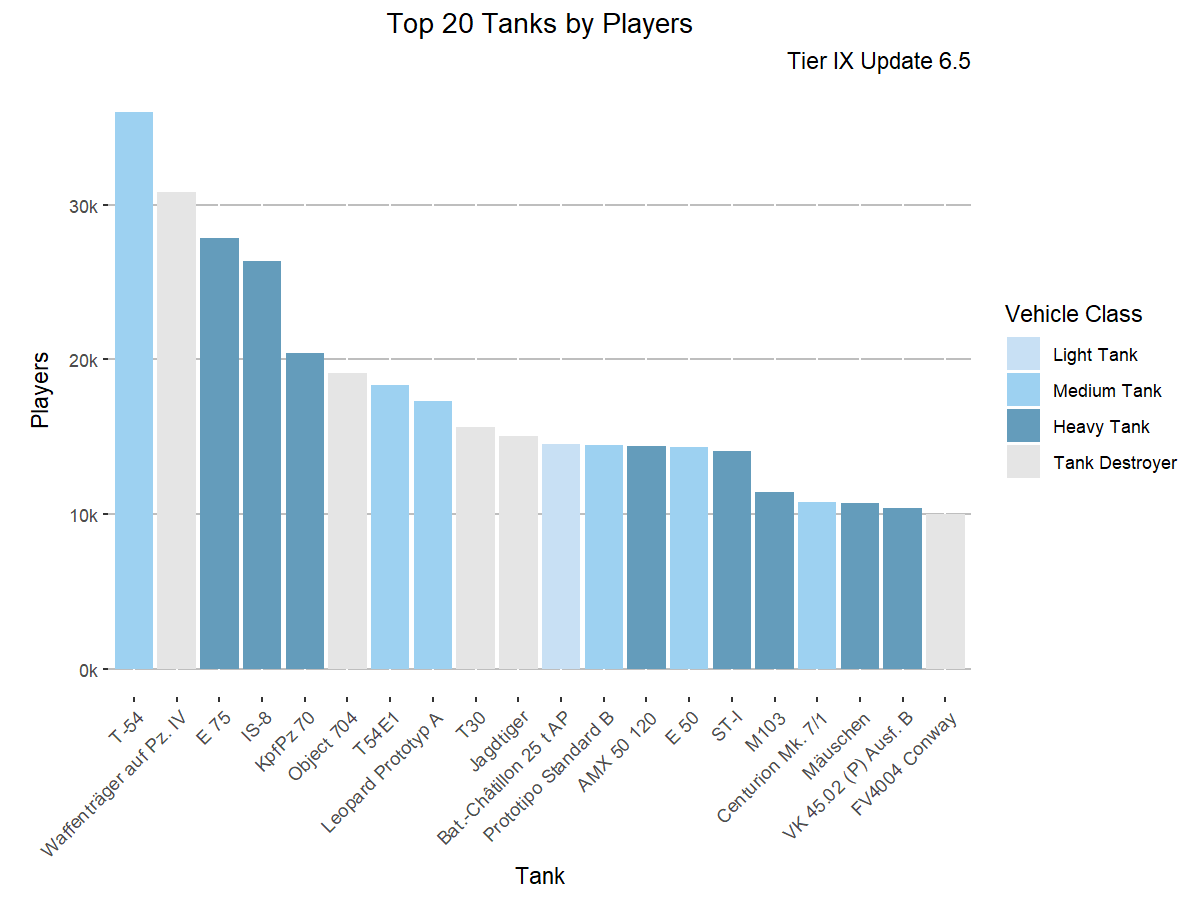 Top 20 Tanks by Players
Tier IX Update 6.5
Players
30k
20k
10k
0k
T-54
Waffenträger auf Pz. IV
E 75
IS-8
KpfPz 70
Object 704
T54E1
Leopard Prototyp A
T30
Jagdtiger
Bat.-Châtillon 25 t AP
Prototipo Standard B
AMX 50 120
E 50
ST-I
M103
Centurion Mk. 7/1
Mäuschen
VK 45.02 (P) Ausf. B
FV4004 Conway
Tank
Vehicle Class
Light Tank
Medium Tank
Heavy Tank
Tank Destroyer